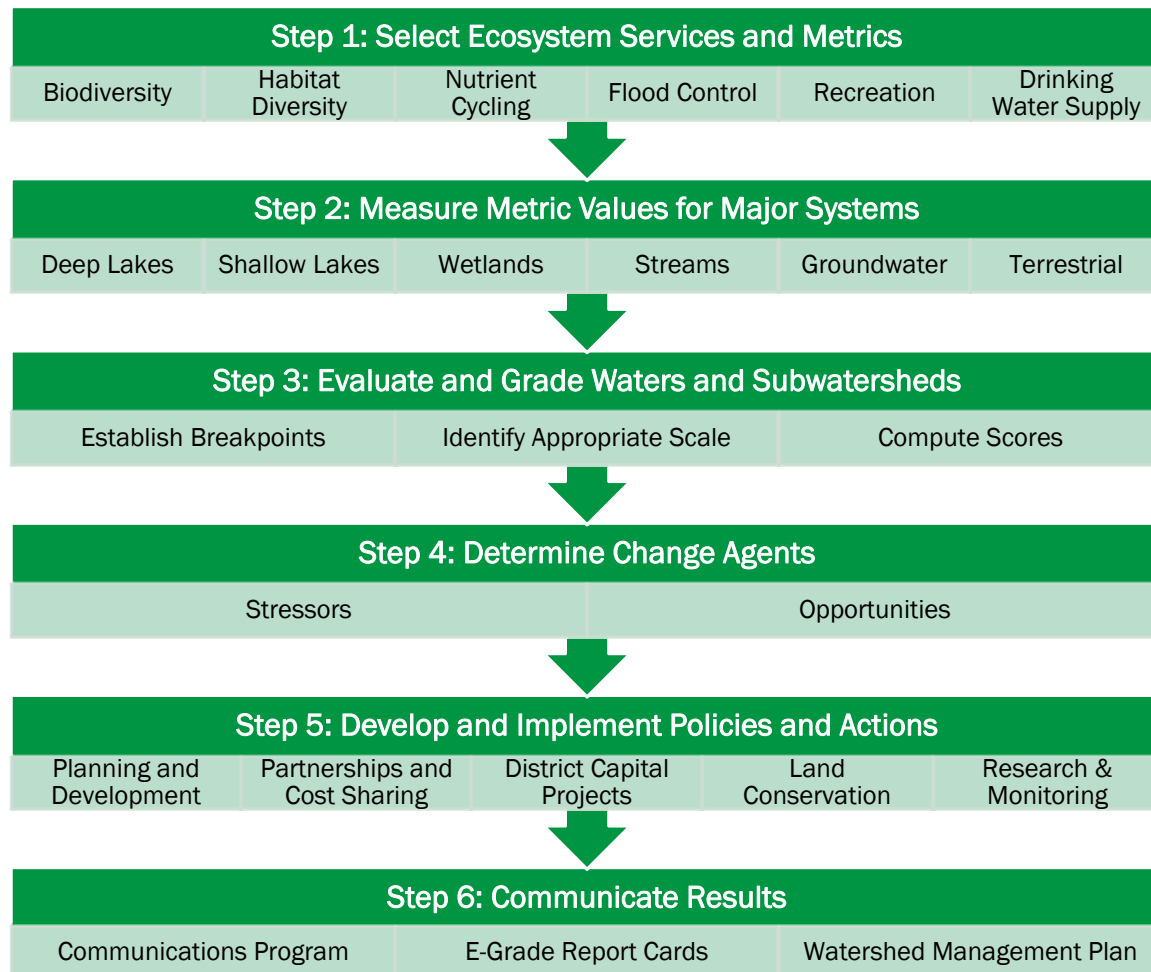 Step 1: Select Ecosystem Services and Metrics
Biodiversity
Habitat
Diversity
Nutrient
Cycling
Flood Control
Recreation
Drinking
Water Supply
Step 2: Measure Metric Values for Major Systems
Deep Lakes
Shallow Lakes
Wetlands
Streams
Groundwater
Terrestrial
Step 3: Evaluate and Grade Waters and Subwatersheds
Establish Breakpoints
Identify Appropriate Scale
Compute Scores
Step 4: Determine Change Agents
Stressors
Opportunities
Step 5: Develop and Implement Policies and Actions
Planning and
Development
Partnerships and
Cost Sharing
District Capital
Projects
Land
Conservation
Research &
Monitoring
Step 6: Communicate Results
Communications Program
E-Grade Report Cards
Watershed Management Plan